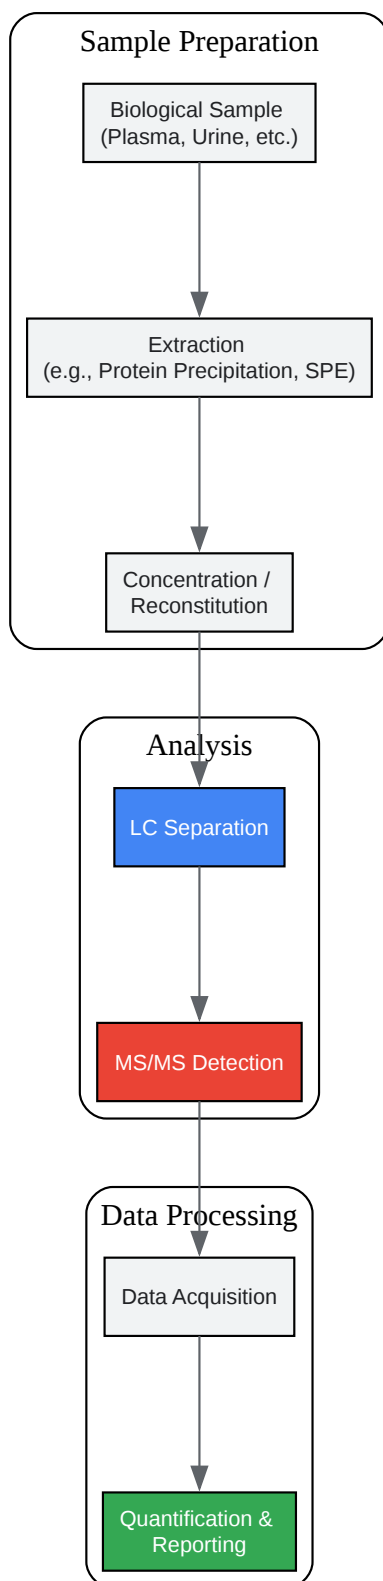 Sample Preparation
Biological Sample
(Plasma, Urine, etc.)
Extraction
(e.g., Protein Precipitation, SPE)
Concentration /
Reconstitution
Analysis
LC Separation
MS/MS Detection
Data Processing
Data Acquisition
Quantification &
Reporting